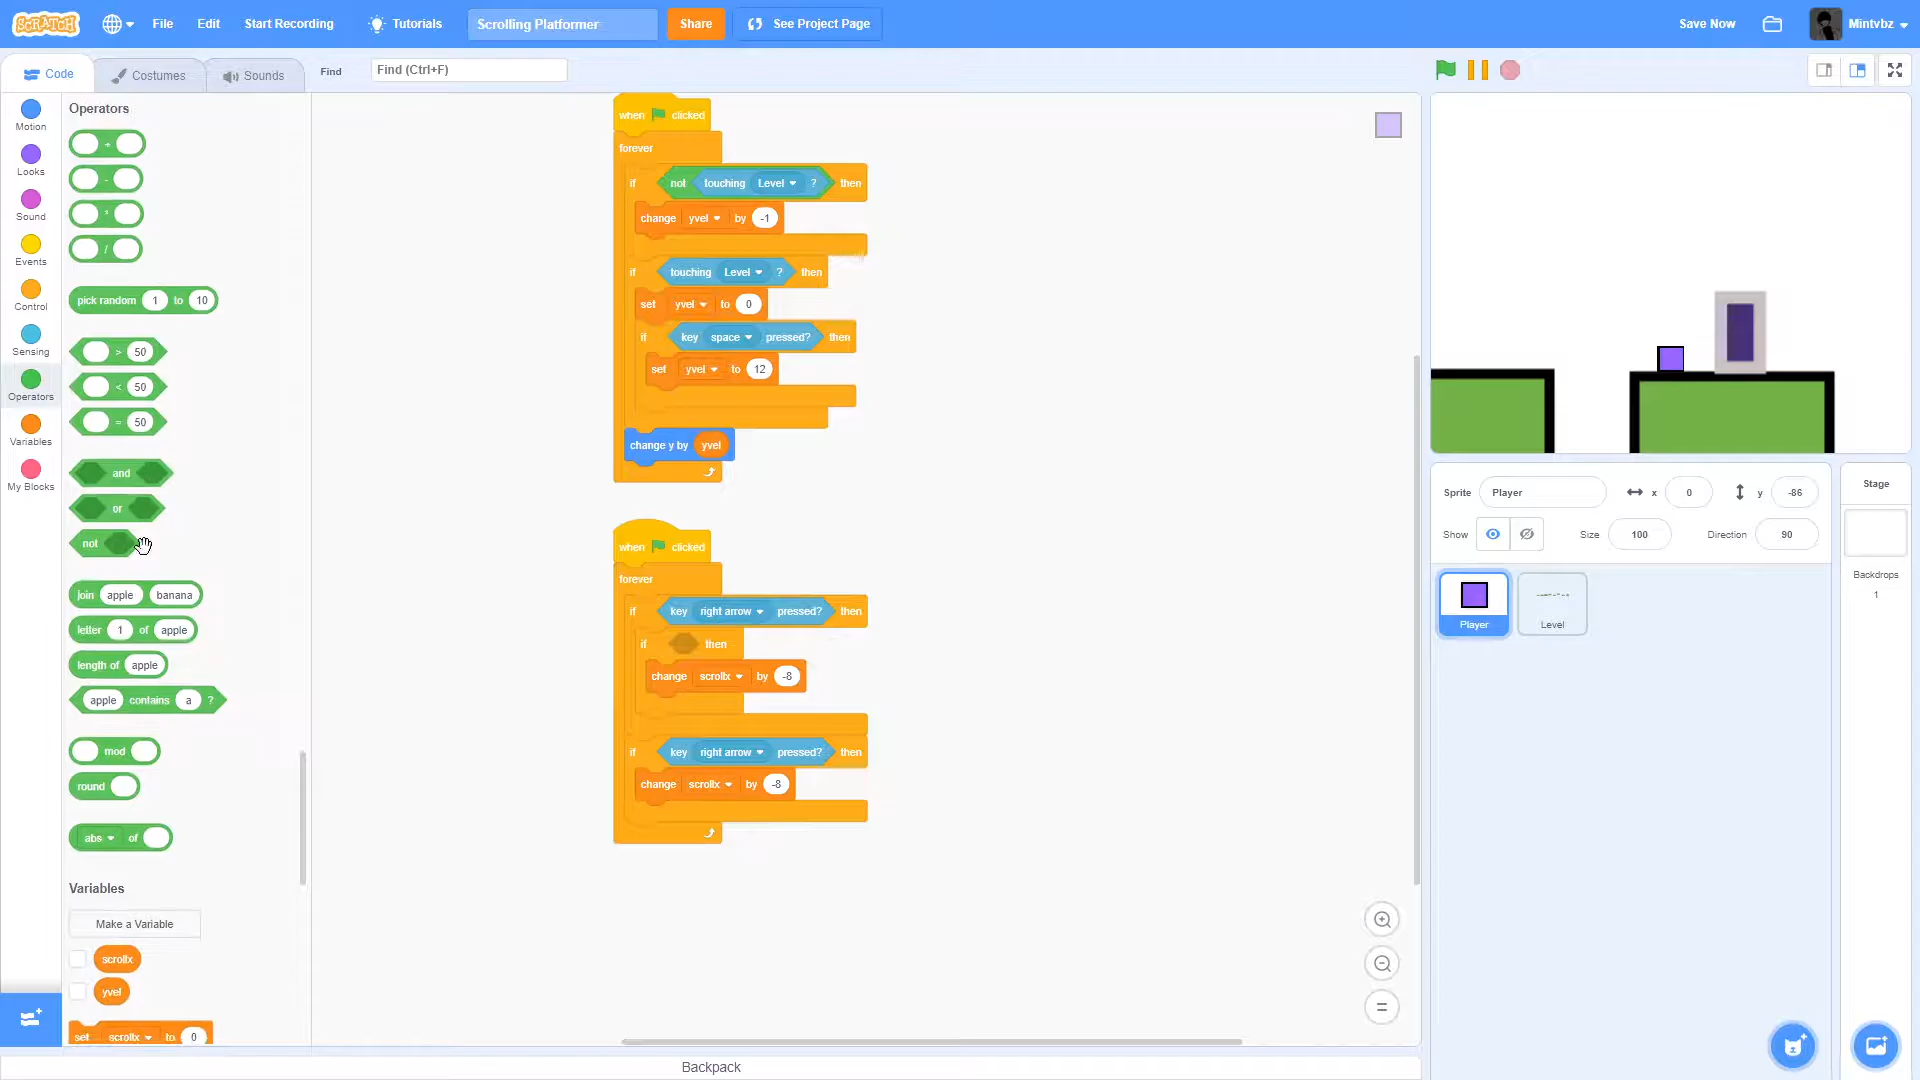 SCRATCH
File
Edit
Start Recording
Tutorials
Scrolling Platformer
Share
See Project Page
Save Now
Mintvbz
Code
Costumes
Sounds
Find
Find (Ctrl+F)
Motion
Looks
Sound
Events
Control
Sensing
Operators
Variables
My Blocks
Operators
+
-
*
/
pick random 1 to 10
> 50
< 50
= 50
and
or
not
join apple banana
letter 1 of apple
length of apple
apple contains a ?
mod
round
abs of
Variables
Make a Variable
scrollx
yvel
set scrollx to 0
when clicked
forever
if not touching Level ? then
change yvel by -1
if touching Level ? then
set yvel to 0
if key space pressed? then
set yvel to 12
change y by yvel
when clicked
forever
if key right arrow pressed? then
if then
change scrollx by -8
if key right arrow pressed? then
change scrollx by -8
Backpack
Sprite Player x 0 y -86
Show Size 100 Direction 90
Player
Level
Stage
Backdrops
1